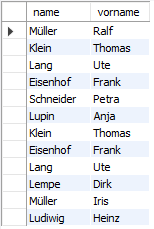 name vorname
Müller Ralf
Klein Thomas
Lang Ute
Eisenhof Frank
Schneider Petra
Lupin Anja
Klein Thomas
Eisenhof Frank
Lang Ute
Lempe Dirk
Müller Iris
Ludwig Heinz